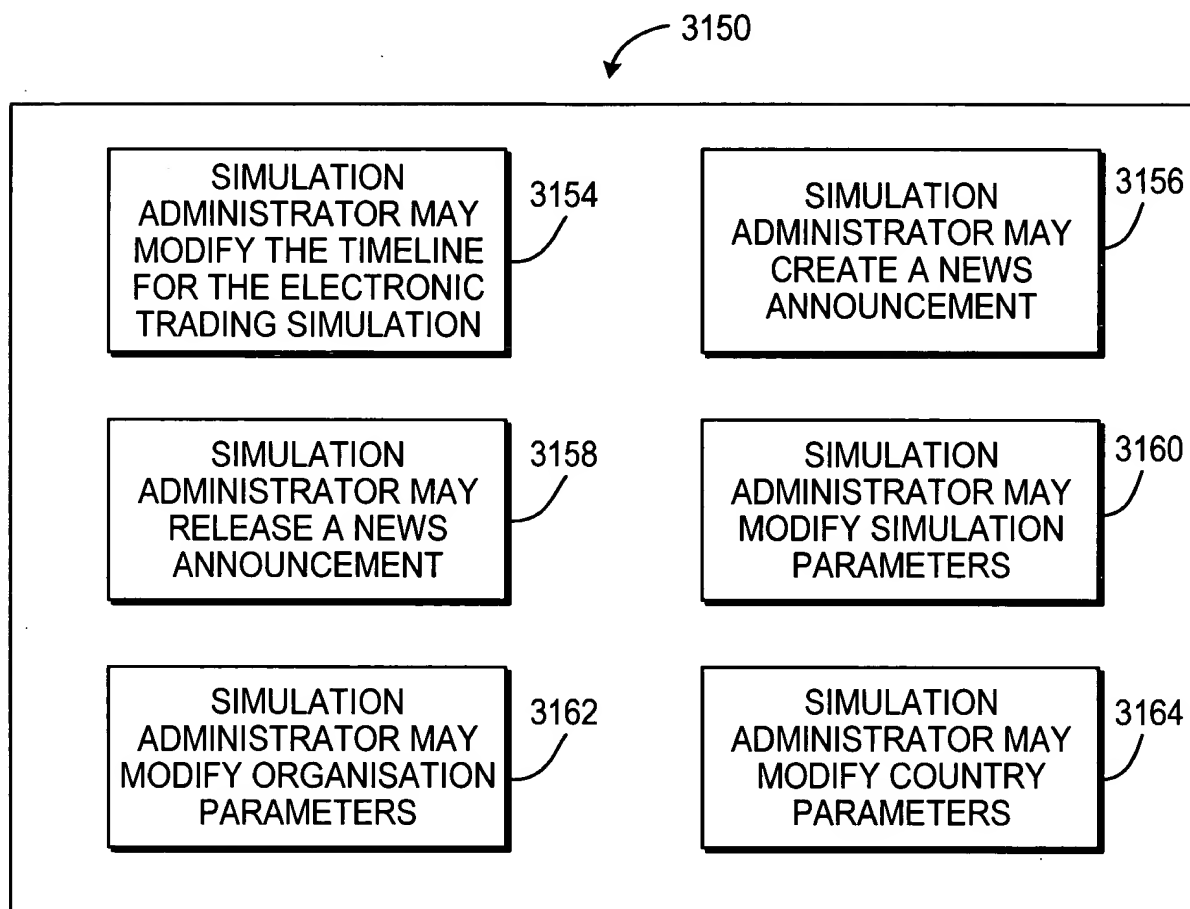 3150
SIMULATION
ADMINISTRATOR MAY
MODIFY THE TIMELINE
FOR THE ELECTRONIC
TRADING SIMULATION
3154
SIMULATION
ADMINISTRATOR MAY
CREATE A NEWS
ANNOUNCEMENT
3156
SIMULATION
ADMINISTRATOR MAY
RELEASE A NEWS
ANNOUNCEMENT
3158
SIMULATION
ADMINISTRATOR MAY
MODIFY SIMULATION
PARAMETERS
3160
SIMULATION
ADMINISTRATOR MAY
MODIFY ORGANISATION
PARAMETERS
3162
SIMULATION
ADMINISTRATOR MAY
MODIFY COUNTRY
PARAMETERS
3164